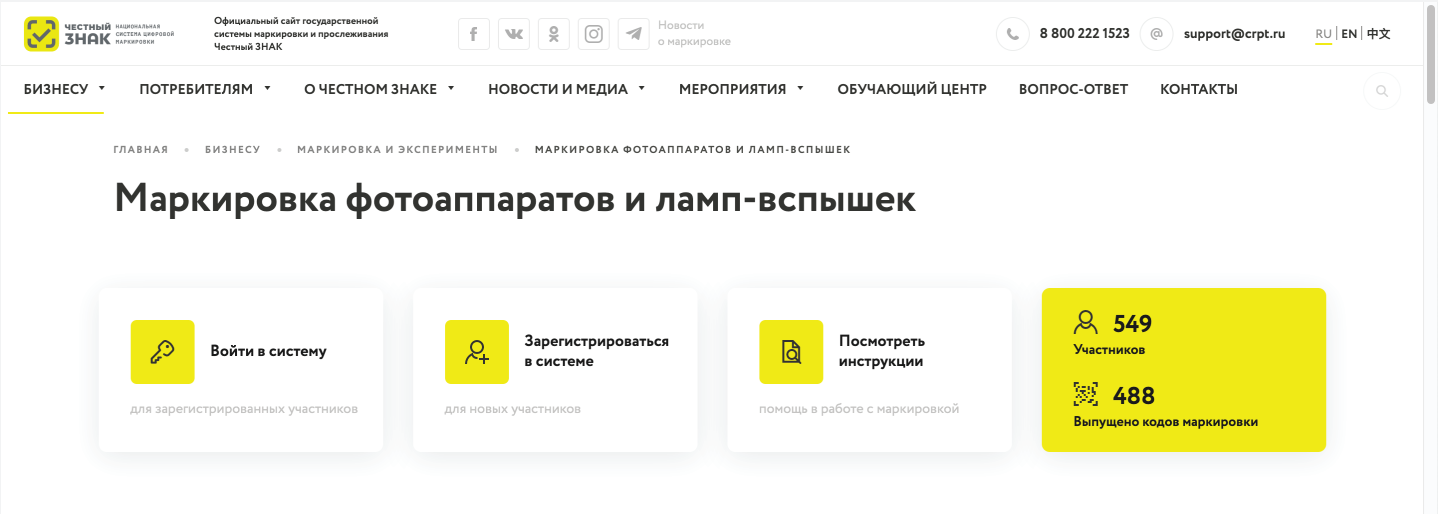 ЧЕСТНЫЙ ЗНАК
НАЦИОНАЛЬНАЯ СИСТЕМА ЦИФРОВОЙ МАРКИРОВКИ
Официальный сайт государственной
системы маркировки и прослеживания
Честный ЗНАК
Новости
о маркировке
8 800 222 1523
support@crpt.ru
RU | EN | 中文
БИЗНЕСУ
ПОТРЕБИТЕЛЯМ
О ЧЕСТНОМ ЗНАКЕ
НОВОСТИ И МЕДИА
МЕРОПРИЯТИЯ
ОБУЧАЮЩИЙ ЦЕНТР
ВОПРОС-ОТВЕТ
КОНТАКТЫ
ГЛАВНАЯ • БИЗНЕСУ • МАРКИРОВКА И ЭКСПЕРИМЕНТЫ • МАРКИРОВКА ФОТОАППАРАТОВ И ЛАМП-ВСПЫШЕК
Маркировка фотоаппаратов и ламп-вспышек
Войти в систему
для зарегистрированных участников
Зарегистрироваться
в системе
для новых участников
Посмотреть
инструкции
помощь в работе с маркировкой
549
Участников
488
Выпущено кодов маркировки